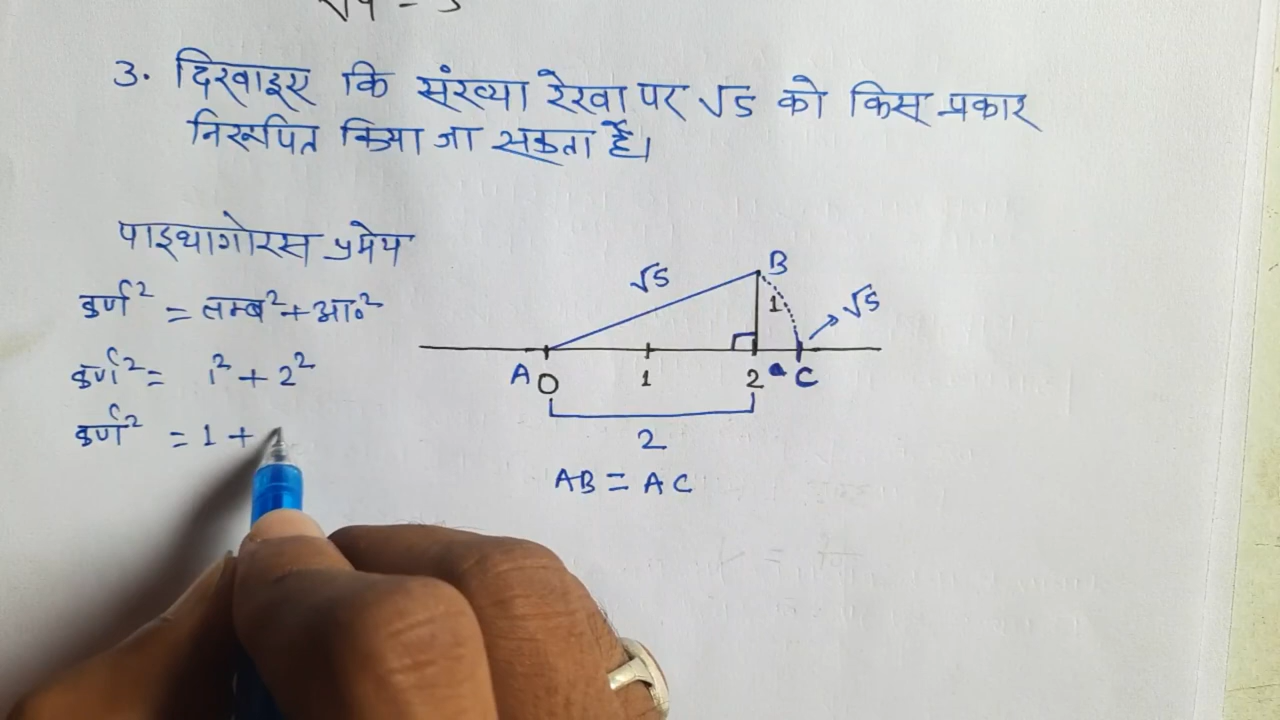 3. दिखाइए कि संख्या रेखा पर √5 को किस प्रकार
निरूपित किया जा सकता है।
पाइथागोरस प्रमेय
कर्ण² = लम्ब² + आ०²
कर्ण² = 1² + 2²
कर्ण² = 1 +
√5
B
1
√5
A 0 1 2 C
2
AB = AC